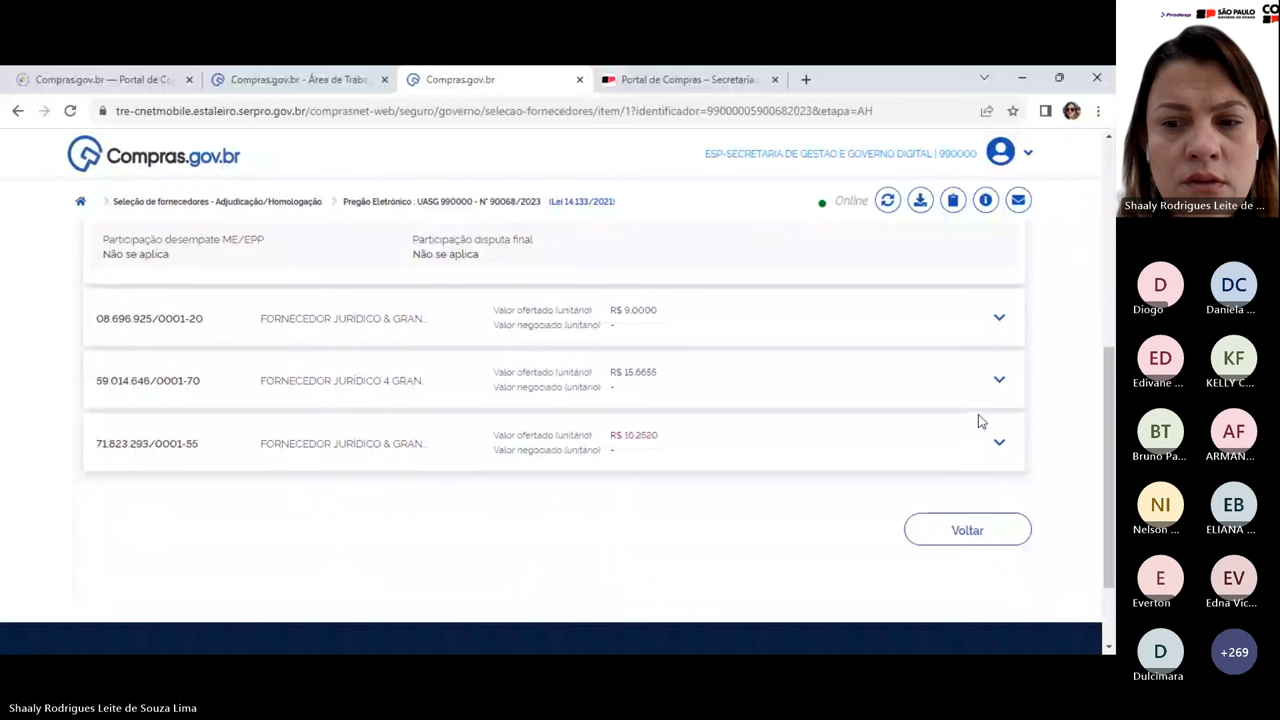 Prodesp SÃO PAULO GOVERNO DO ESTADO
Compras.gov.br — Portal de Co
Compras.gov.br - Área de Traba
Compras.gov.br
Portal de Compras – Secretaria
tre-cnetmobile.estaleiro.serpro.gov.br/comprasnet-web/seguro/governo/selecao-fornecedores/item/1?identificador=99000005900682023&etapa=AH
Compras.gov.br
ESP-SECRETARIA DE GESTAO E GOVERNO DIGITAL | 990000
Seleção de fornecedores - Adjudicação/Homologação
Pregão Eletrônico : UASG 990000 - N° 90068/2023 (Lei 14.133/2021)
Online
Participação desempate ME/EPP
Não se aplica
Participação disputa final
Não se aplica
08.696.925/0001-20
FORNECEDOR JURÍDICO & GRAN...
Valor ofertado (unitário) R$ 9,0000
Valor negociado (unitário) -
59.014.646/0001-70
FORNECEDOR JURÍDICO 4 GRAN...
Valor ofertado (unitário) R$ 15,6655
Valor negociado (unitário) -
71.823.293/0001-55
FORNECEDOR JURÍDICO & GRAN...
Valor ofertado (unitário) R$ 16,2520
Valor negociado (unitário) -
Voltar
Shaaly Rodrigues Leite de ...
D
Diogo
DC
Daniela ...
ED
Edivane ...
KF
KELLY C...
BT
Bruno Pa...
AF
ARMAN...
NI
Nelson ...
EB
ELIANA ...
E
Everton
EV
Edna Vic...
D
Dulcimara
+269
Shaaly Rodrigues Leite de Souza Lima